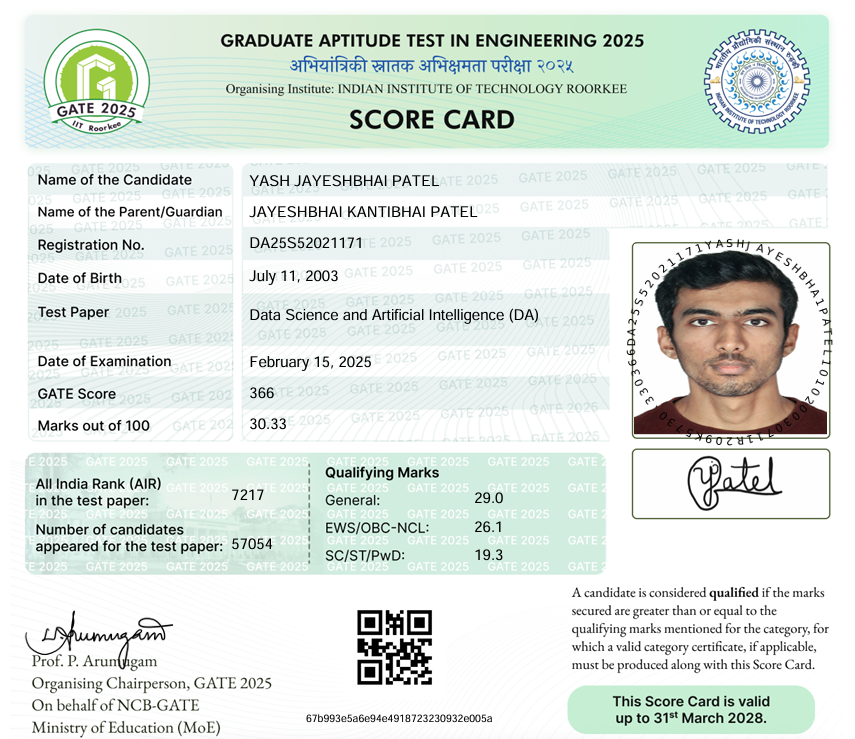 GRADUATE APTITUDE TEST IN ENGINEERING 2025
अभियांत्रिकी स्नातक अभिक्षमता परीक्षा २०२५
Organising Institute: INDIAN INSTITUTE OF TECHNOLOGY ROORKEE
SCORE CARD
GATE 2025
IIT Roorkee
भारतीय प्रौद्योगिकी संस्थान रुड़की
INDIAN INSTITUTE OF TECHNOLOGY ROORKEE
Name of the Candidate YASH JAYESHBHAI PATEL
Name of the Parent/Guardian JAYESHBHAI KANTIBHAI PATEL
Registration No. DA25S52021171
Date of Birth July 11, 2003
Test Paper Data Science and Artificial Intelligence (DA)
Date of Examination February 15, 2025
GATE Score 366
Marks out of 100 30.33
All India Rank (AIR)
in the test paper: 7217
Number of candidates
appeared for the test paper: 57054
Qualifying Marks
General: 29.0
EWS/OBC-NCL: 26.1
SC/ST/PwD: 19.3
Patel
A candidate is considered qualified if the marks
secured are greater than or equal to the
qualifying marks mentioned for the category, for
which a valid category certificate, if applicable,
must be produced along with this Score Card.
This Score Card is valid
up to 31st March 2028.
Prof. P. Arumugam
Organising Chairperson, GATE 2025
On behalf of NCB-GATE
Ministry of Education (MoE)
67b993e5a6e94e4918723230932e005a